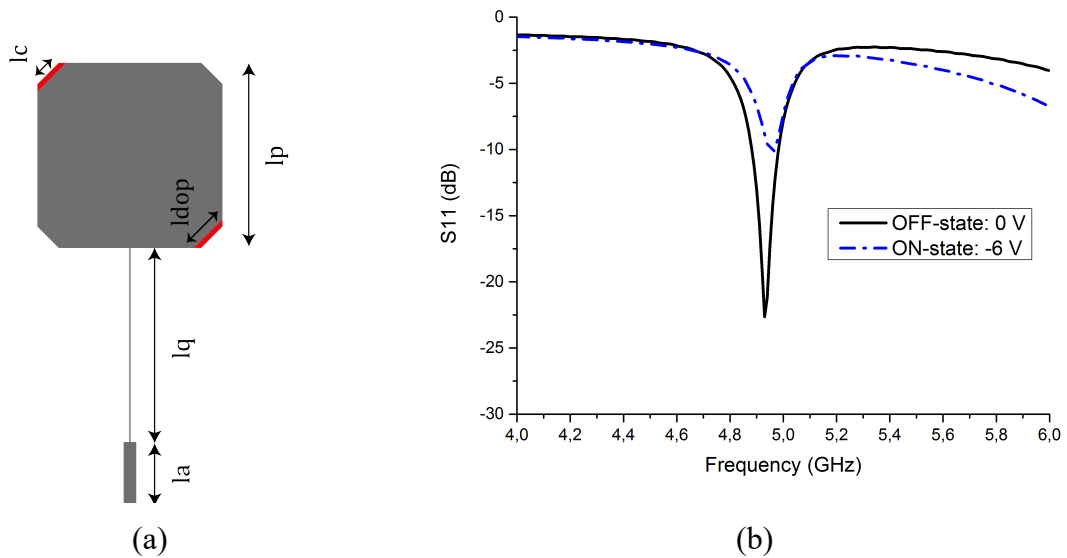 lc
lp
ldop
lq
la
(a)
0
-5
-10
-15
-20
-25
-30
S11 (dB)
OFF-state: 0 V
ON-state: -6 V
4,0 4,2 4,4 4,6 4,8 5,0 5,2 5,4 5,6 5,8 6,0
Frequency (GHz)
(b)